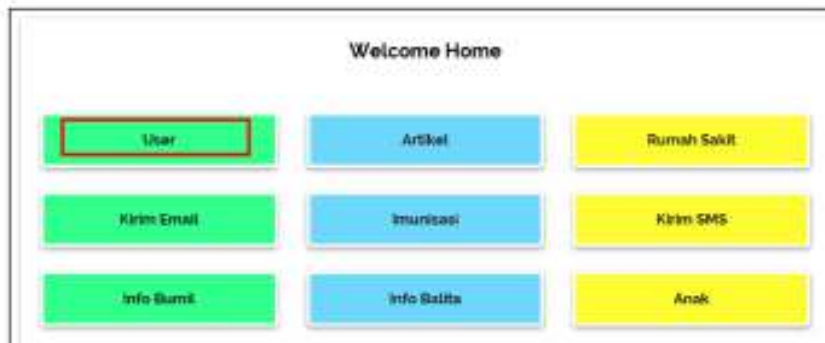 Welcome Home
User Artikel Rumah Sakit
Kirim Email Imunisasi Kirim SMS
Info Bumil Info Balita Anak